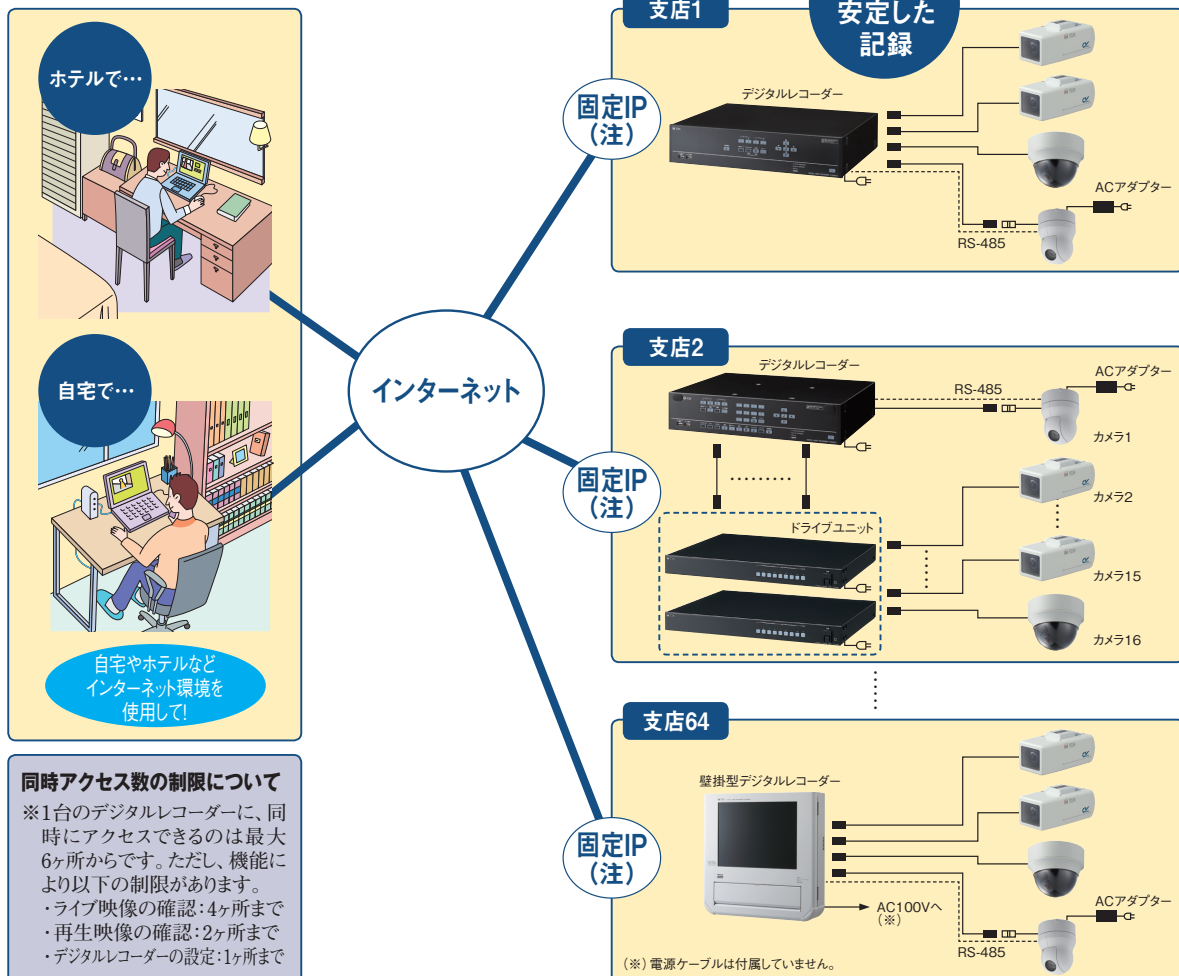 ホテルで…
自宅で…
自宅やホテルなど
インターネット環境を
使用して!
同時アクセス数の制限について
※1台のデジタルレコーダーに、同
時にアクセスできるのは最大
6ヶ所からです。ただし、機能に
より以下の制限があります。
・ライブ映像の確認:4ヶ所まで
・再生映像の確認:2ヶ所まで
・デジタルレコーダーの設定:1ヶ所まで
インターネット
固定IP
(注)
支店1
安定した
記録
デジタルレコーダー
ACアダプター
RS-485
固定IP
(注)
支店2
デジタルレコーダー
RS-485
ACアダプター
カメラ1
カメラ2
ドライブユニット
カメラ15
カメラ16
固定IP
(注)
支店64
壁掛型デジタルレコーダー
AC100Vへ
(※)
ACアダプター
RS-485
(※)電源ケーブルは付属していません。